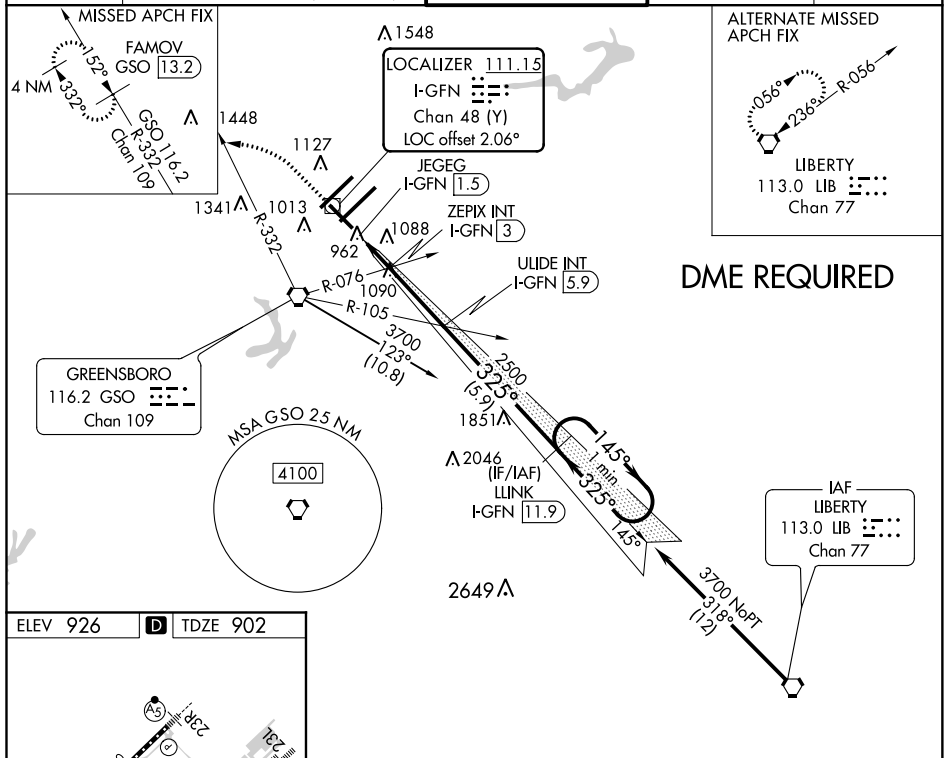 MISSED APCH FIX
FAMOV
GSO 13.2
4 NM
152°
332°
GSO 116.2
R-332
Chan 109
1548
LOCALIZER 111.15
I-GFN
Chan 48 (Y)
LOC offset 2.06°
ALTERNATE MISSED
APCH FIX
056°
R-056
236°
LIBERTY
113.0 LIB
Chan 77
1448
1127
JEGEG
I-GFN 1.5
1341
1013
ZEPIX INT
I-GFN 3
R-332
962
1088
ULIDE INT
I-GFN 5.9
DME REQUIRED
R-076
1090
R-105
3700
123°
(10.8)
GREENSBORO
116.2 GSO
Chan 109
2500
325°
(5.9)
1851
MSA GSO 25 NM
4100
2046
145°
1 min
325°
145°
(IF/IAF)
LLINK
I-GFN 11.9
IAF
LIBERTY
113.0 LIB
Chan 77
2649
3700 NoPT
318°
(12)
ELEV 926
D
TDZE 902
A5
23R
23L
P